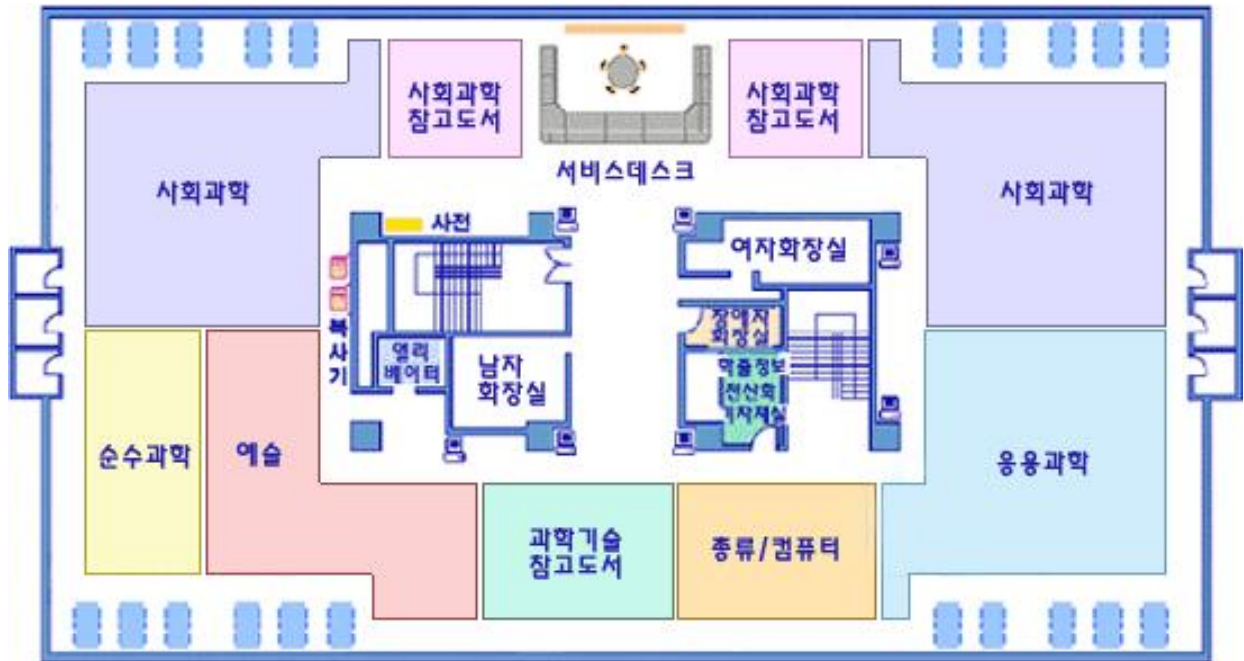 사회과학
참고도서
사회과학
참고도서
서비스데스크
사회과학
사회과학
사전
여자화장실
복사기
엘리
베이터
남자
화장실
장애자
화장실
학술정보
전산화
기자재실
순수과학
예술
응용과학
과학기술
참고도서
총류/컴퓨터